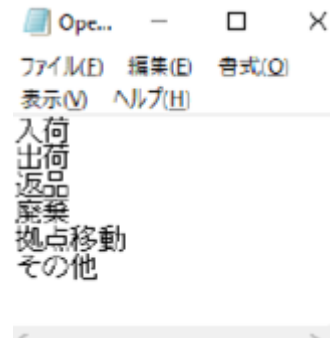 Ope...
ファイル(F) 編集(E) 書式(O)
表示(V) ヘルプ(H)
入荷
出荷
返品
廃棄
拠点移動
その他